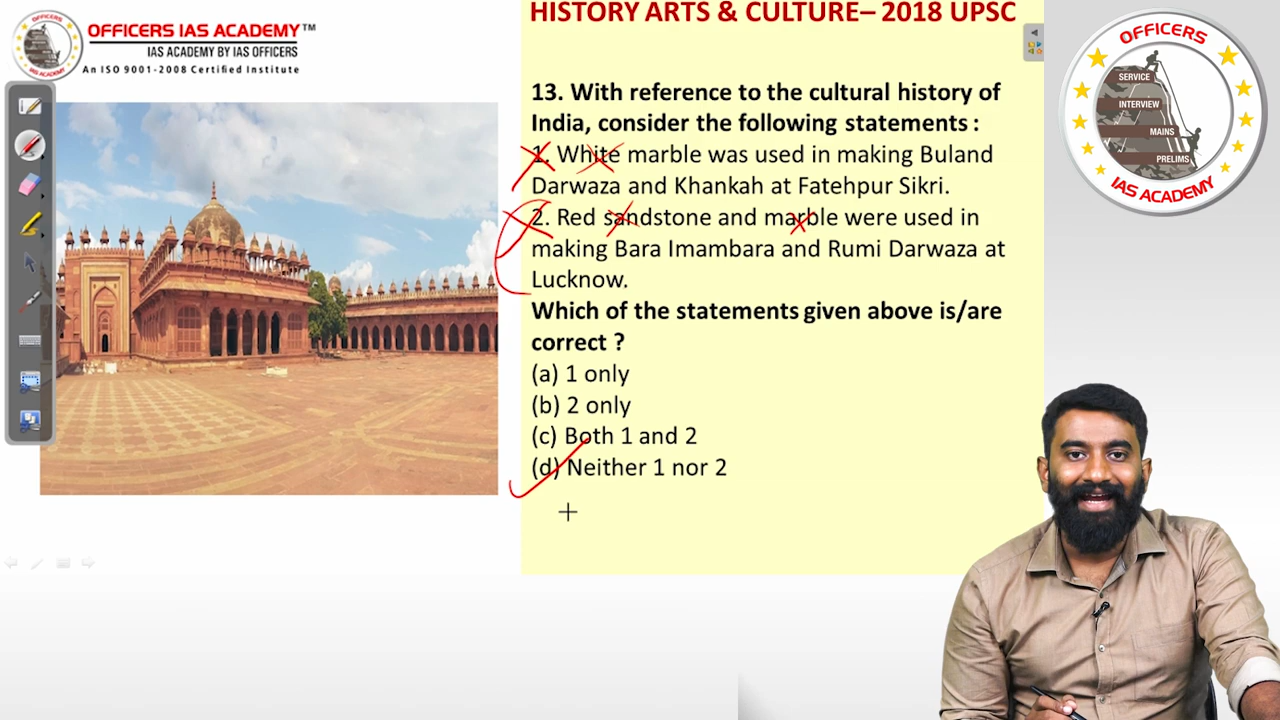 OFFICERS IAS ACADEMY™
IAS ACADEMY BY IAS OFFICERS
An ISO 9001-2008 Certified Institute
HISTORY ARTS & CULTURE– 2018 UPSC
13. With reference to the cultural history of
India, consider the following statements :
1. White marble was used in making Buland
Darwaza and Khankah at Fatehpur Sikri.
2. Red sandstone and marble were used in
making Bara Imambara and Rumi Darwaza at
Lucknow.
Which of the statements given above is/are
correct ?
(a) 1 only
(b) 2 only
(c) Both 1 and 2
(d) Neither 1 nor 2
OFFICERS
SERVICE
INTERVIEW
MAINS
PRELIMS
IAS ACADEMY